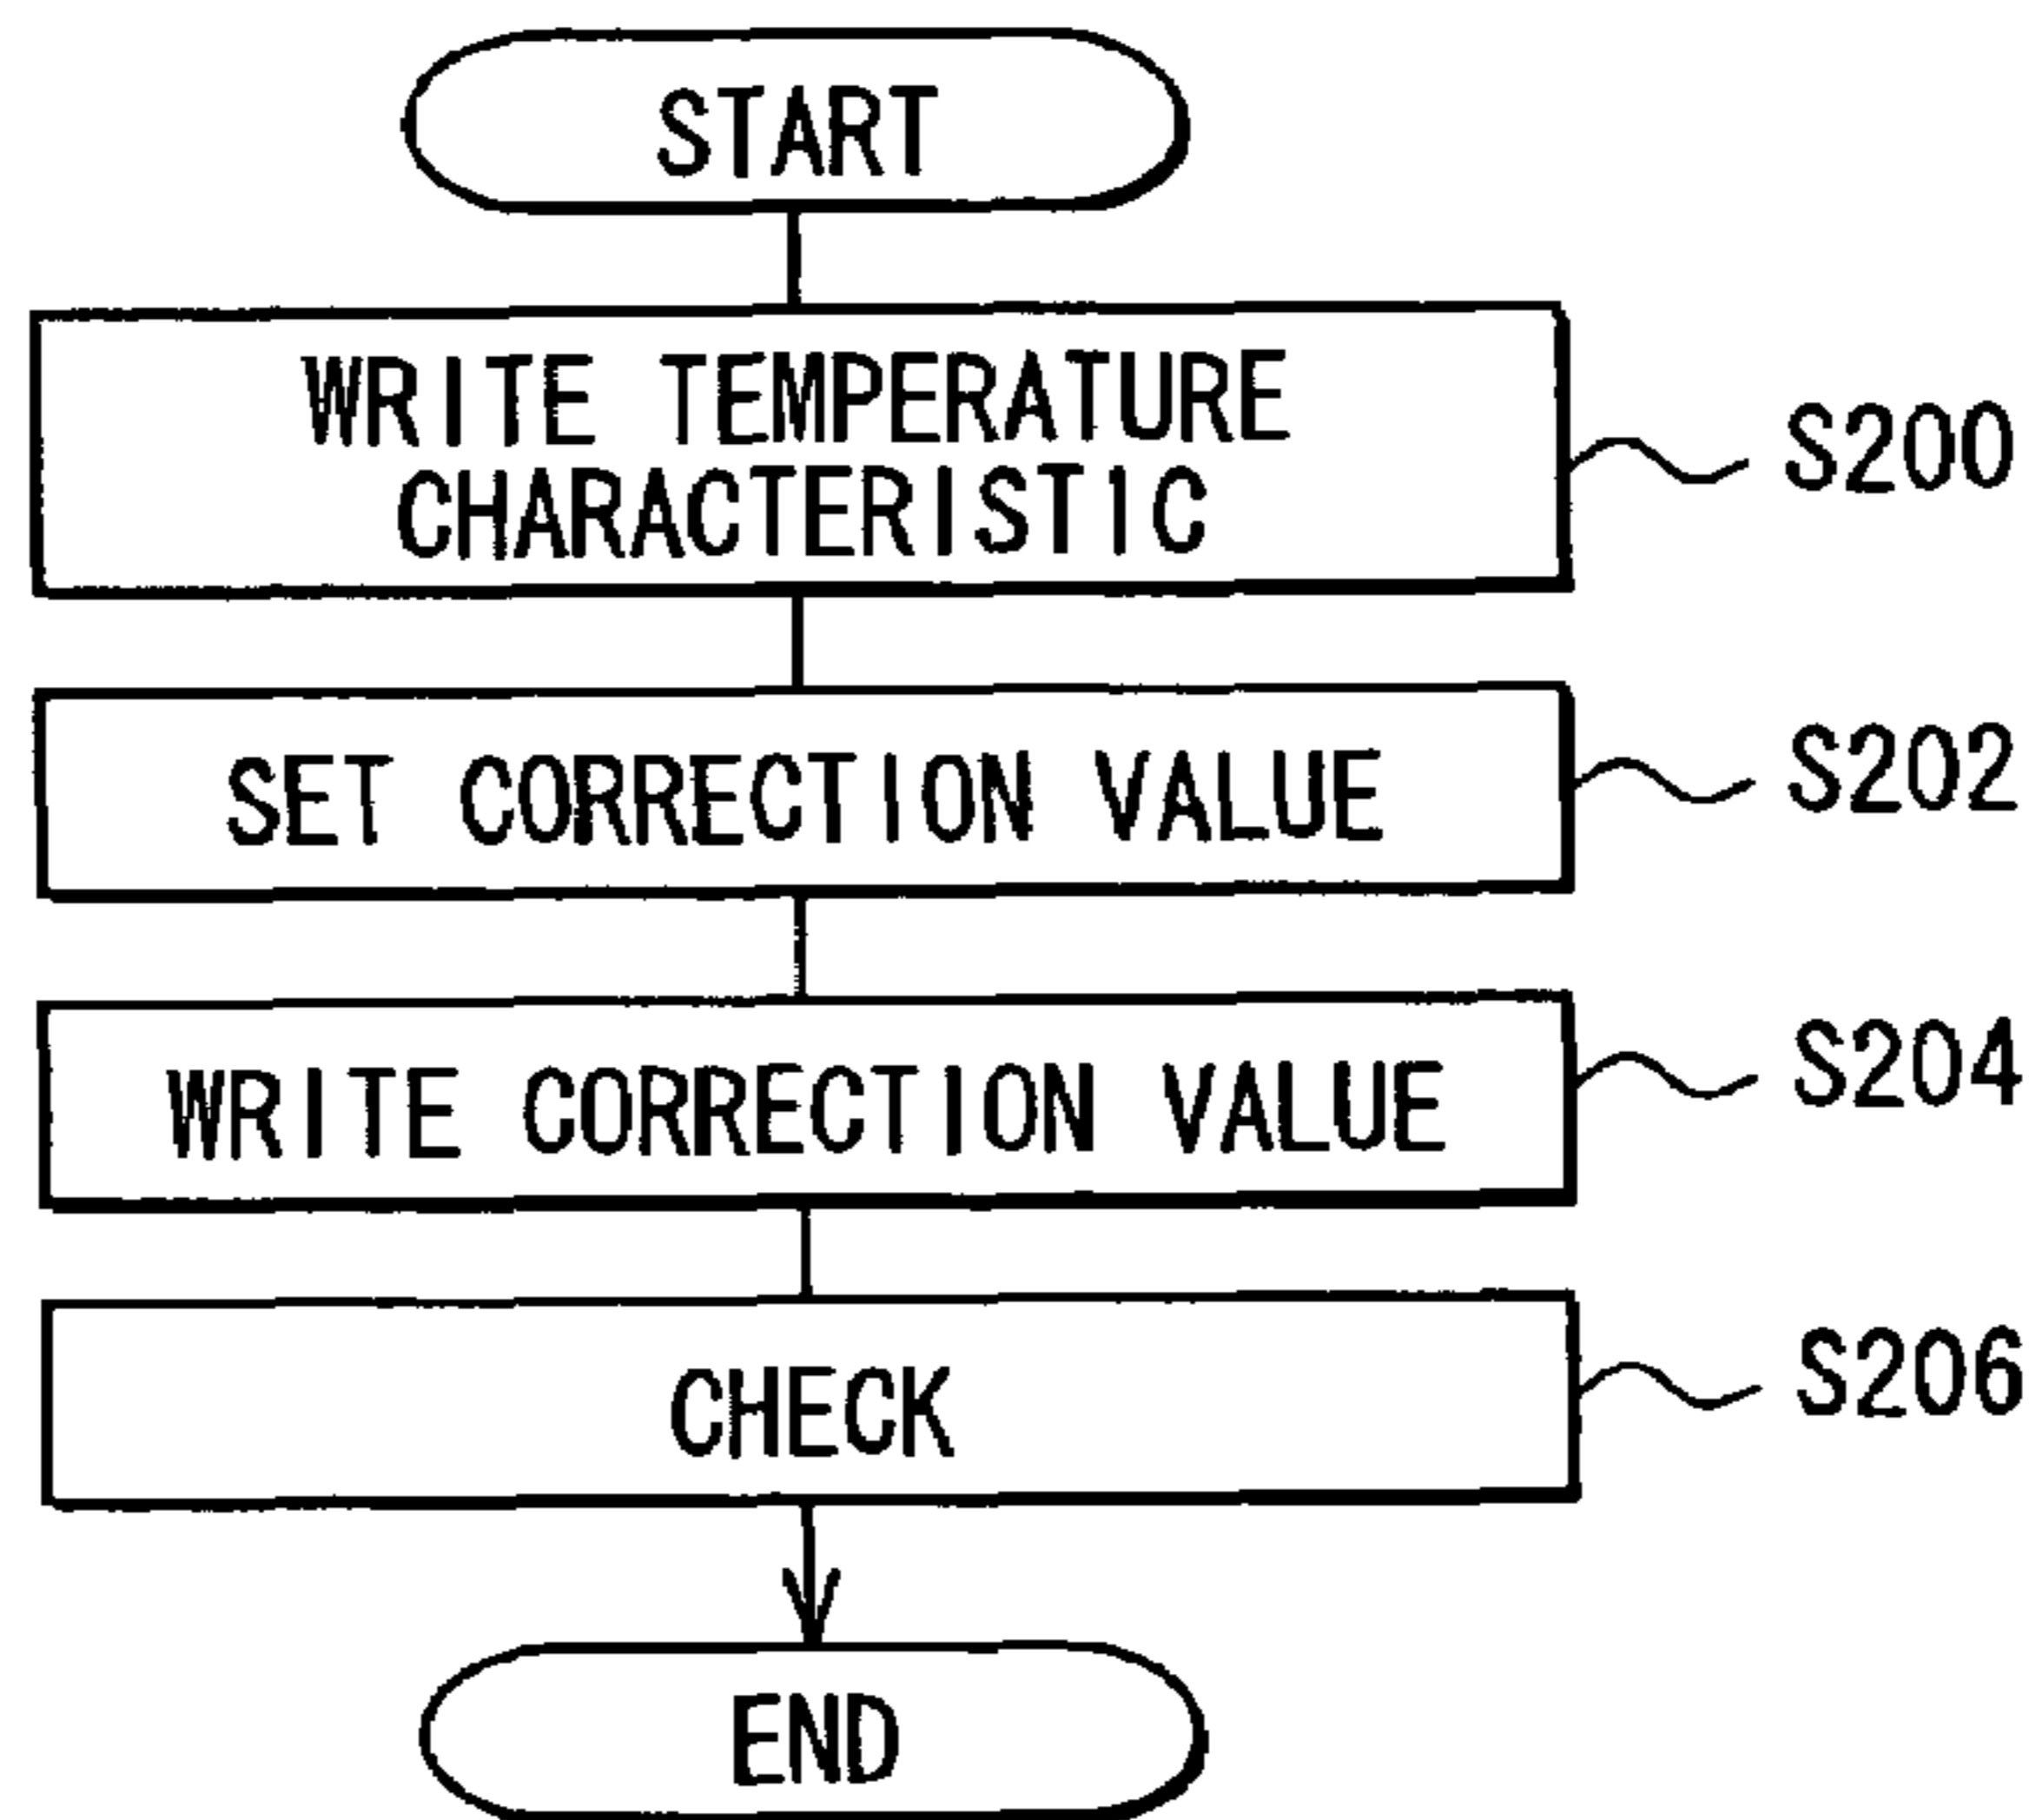 START
WRITE TEMPERATURE
CHARACTERISTIC
S200
SET CORRECTION VALUE
S202
WRITE CORRECTION VALUE
S204
CHECK
S206
END